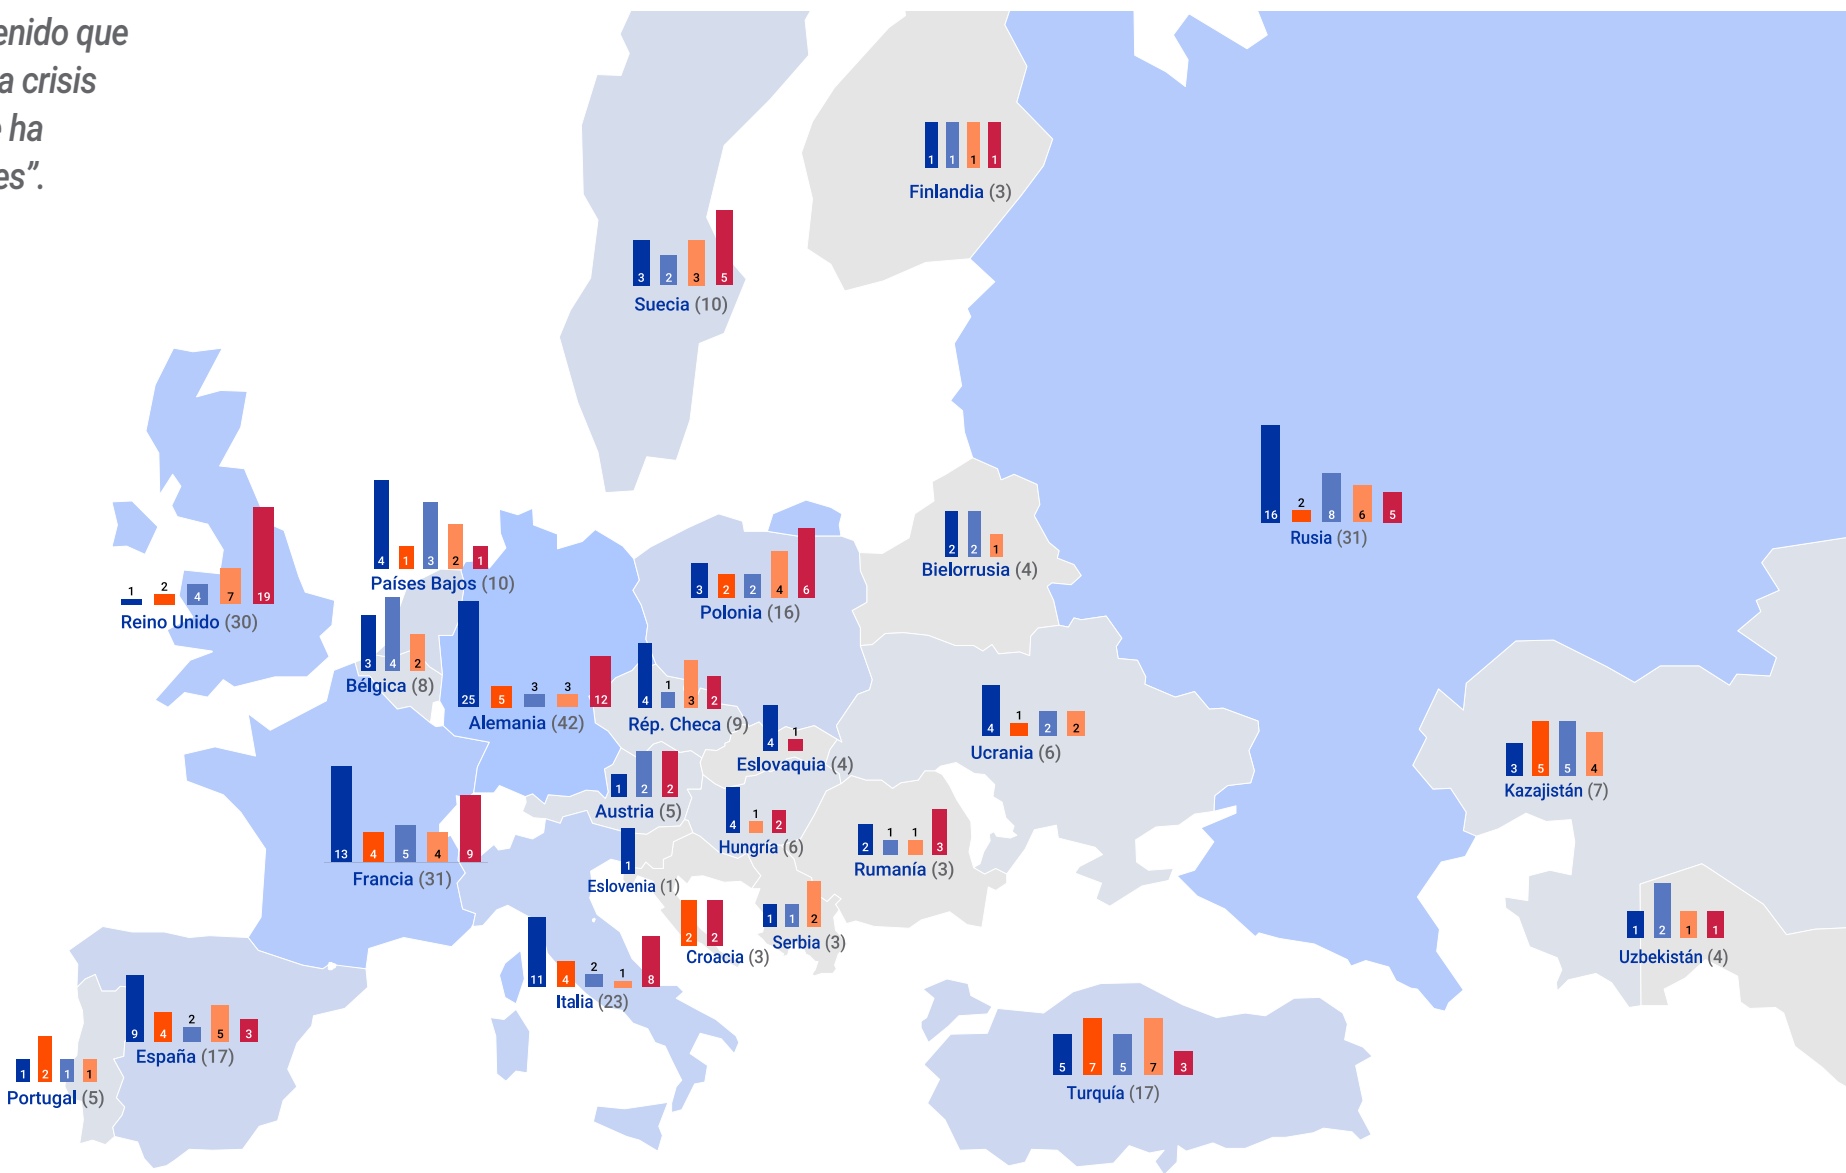 enido que
a crisis
ha
es”.
1 1 1 1
Finlandia (3)
3 2 3 5
Suecia (10)
16 2 8 6 5
Rusia (31)
4 1 3 2 1
Países Bajos (10)
2 2 1
Bielorrusia (4)
1 2 4 7 19
Reino Unido (30)
3 2 2 4 6
Polonia (16)
3 4 2
Bélgica (8)
25 5 3 3 12
Alemania (42)
4 1 3 2
Rép. Checa (9)
4 1
Eslovaquia (4)
4 1 2 2
Ucrania (6)
3 5 5 4
Kazajistán (7)
1 2 2
Austria (5)
4 1 2
Hungría (6)
2 1 1 3
Rumanía (3)
13 4 5 4 9
Francia (31)
1
Eslovenia (1)
2 2
Croacia (3)
1 1 2
Serbia (3)
1 2 1 1
Uzbekistán (4)
11 4 2 1 8
Italia (23)
9 4 2 5 3
España (17)
1 2 1 1
Portugal (5)
5 7 5 7 3
Turquía (17)